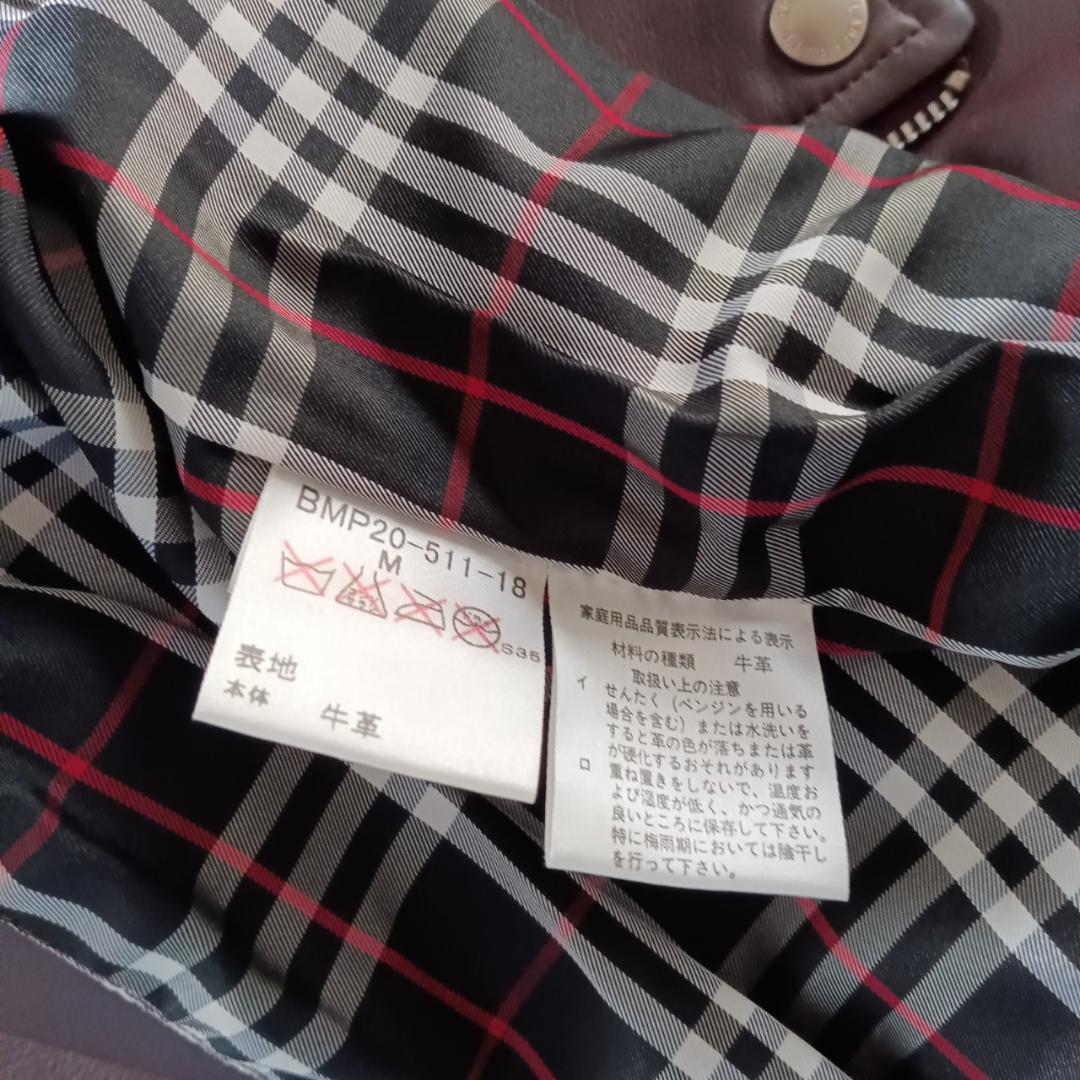 BMP20-511-18
M
S35
表地
本体 牛革
家庭用品品質表示法による表示
材料の種類 牛革
取扱い上の注意
イ せんたく（ベンジンを用いる
場合を含む）または水洗いを
すると革の色が落ちまたは革
が硬化するおそれがあります
ロ 重ね置きをしないで、温度お
よび湿度が低く、かつ通気の
良いところに保存して下さい。
特に梅雨期においては陰干し
を行って下さい。